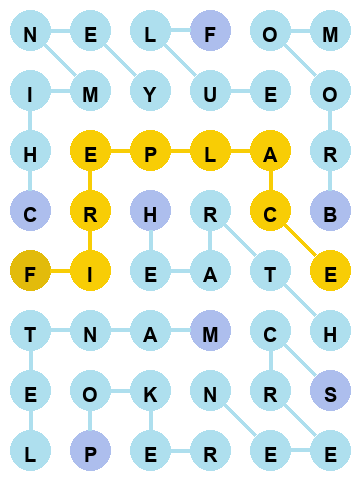 N E L F O M
I M Y U E O
H E P L A R
C R H R C B
F I E A T E
T N A M C H
E O K N R S
L P E R E E